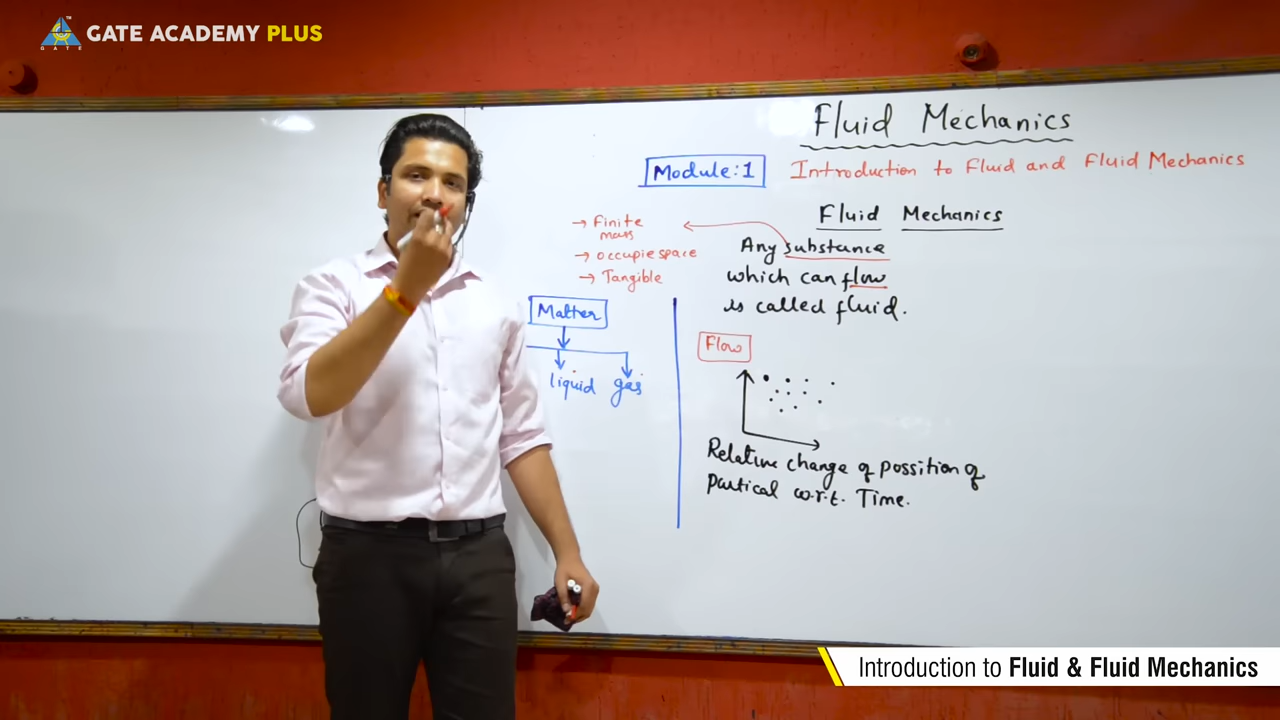 GATE ACADEMY PLUS
GATE
Fluid Mechanics
Module:1 Introduction to Fluid and Fluid Mechanics
Fluid Mechanics
→ Finite
mass
→ occupie space
→ Tangible
Any substance
which can flow
is called fluid.
Matter
liquid gas
Flow
Relative change of possition of
partical w.r.t. Time.
Introduction to Fluid & Fluid Mechanics